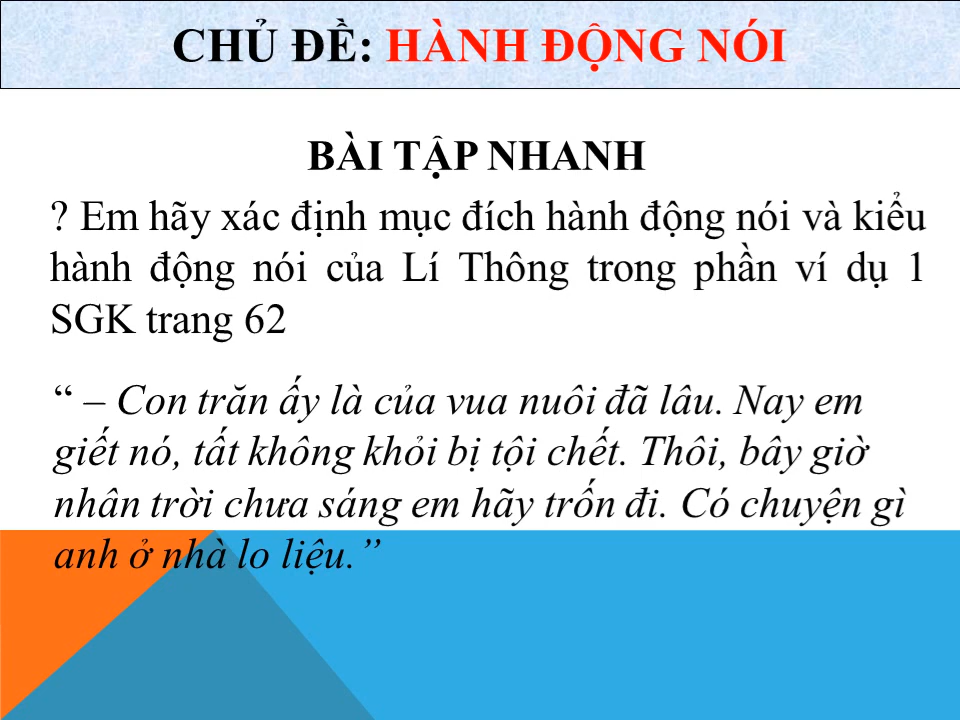 CHỦ ĐỀ: HÀNH ĐỘNG NÓI
BÀI TẬP NHANH
? Em hãy xác định mục đích hành động nói và kiểu
hành động nói của Lí Thông trong phần ví dụ 1
SGK trang 62
“ – Con trăn ấy là của vua nuôi đã lâu. Nay em
giết nó, tất không khỏi bị tội chết. Thôi, bây giờ
nhân trời chưa sáng em hãy trốn đi. Có chuyện gì
anh ở nhà lo liệu.”